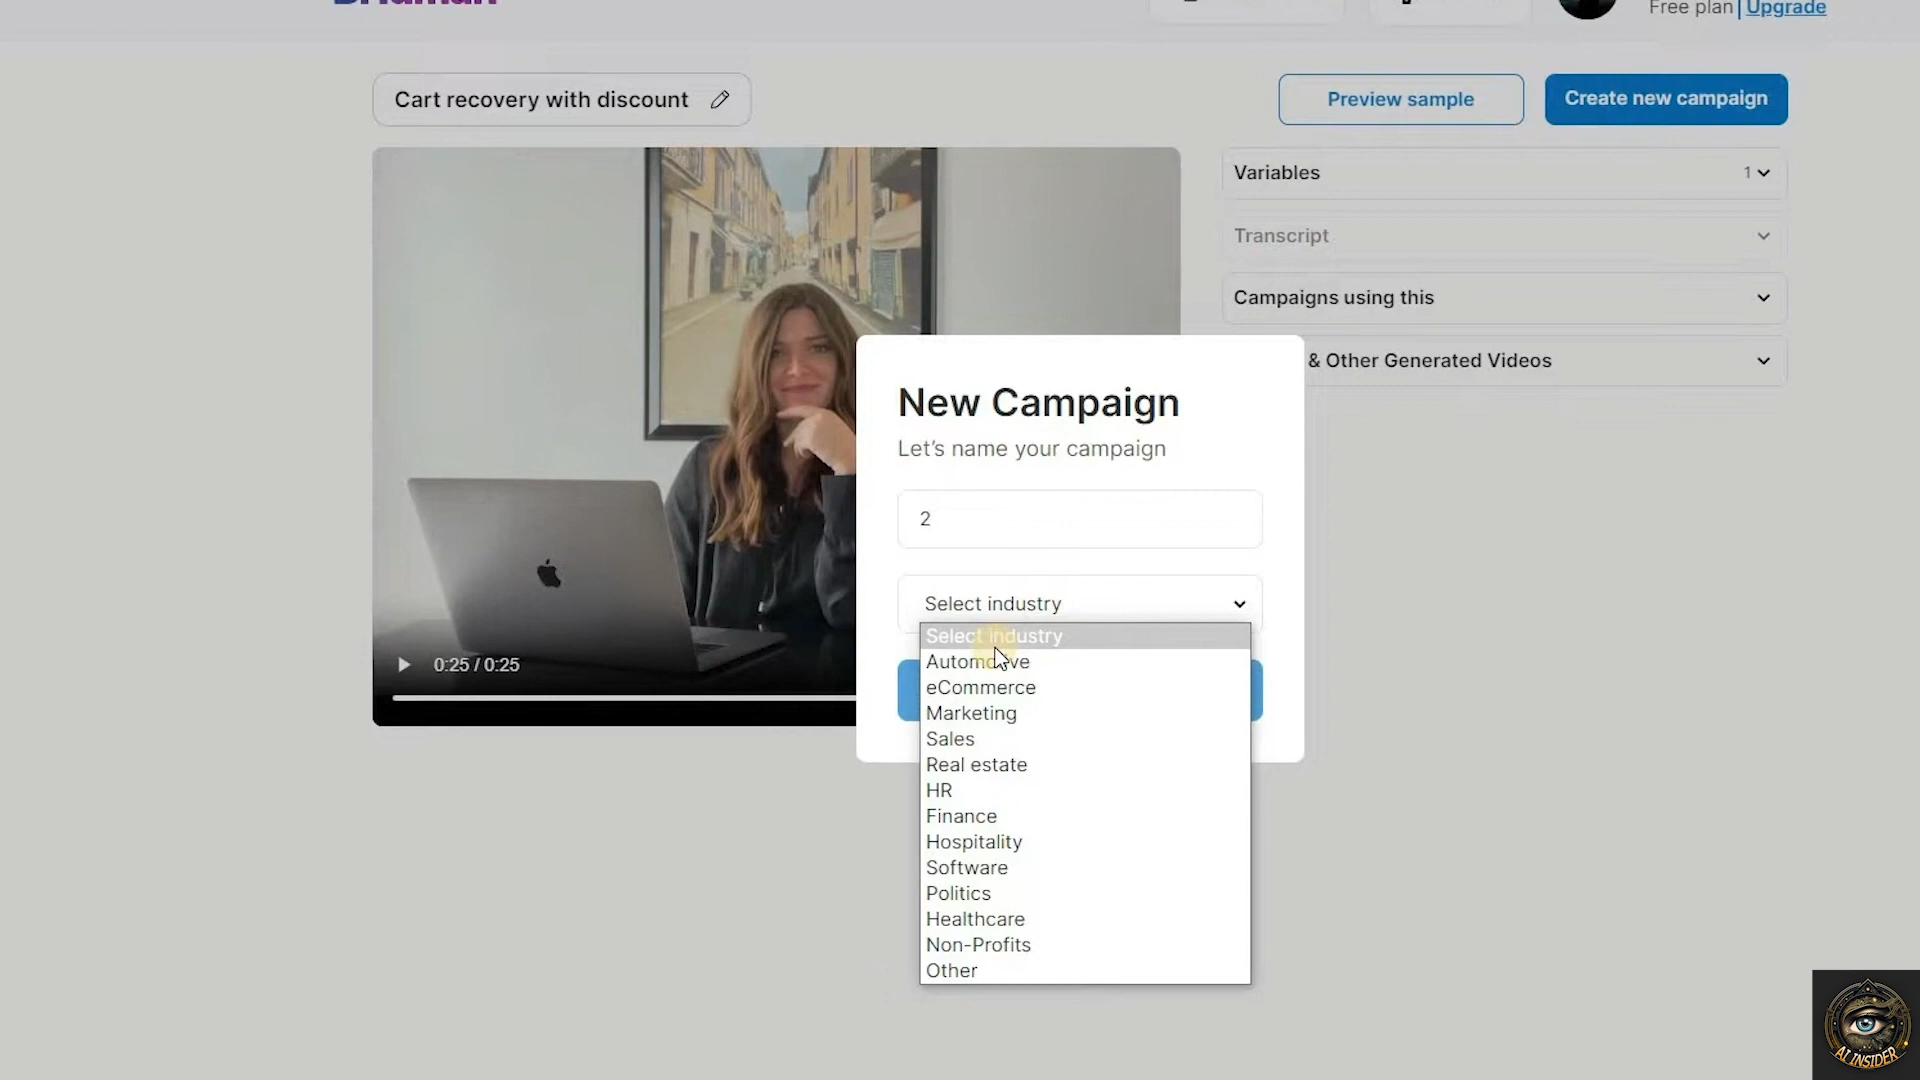 Free plan | Upgrade
Cart recovery with discount
Preview sample
Create new campaign
Variables
1
Transcript
Campaigns using this
& Other Generated Videos
New Campaign
Let's name your campaign
2
Select industry
Select industry
Automotive
eCommerce
Marketing
Sales
Real estate
HR
Finance
Hospitality
Software
Politics
Healthcare
Non-Profits
Other
0:25 / 0:25
AI INSIDER